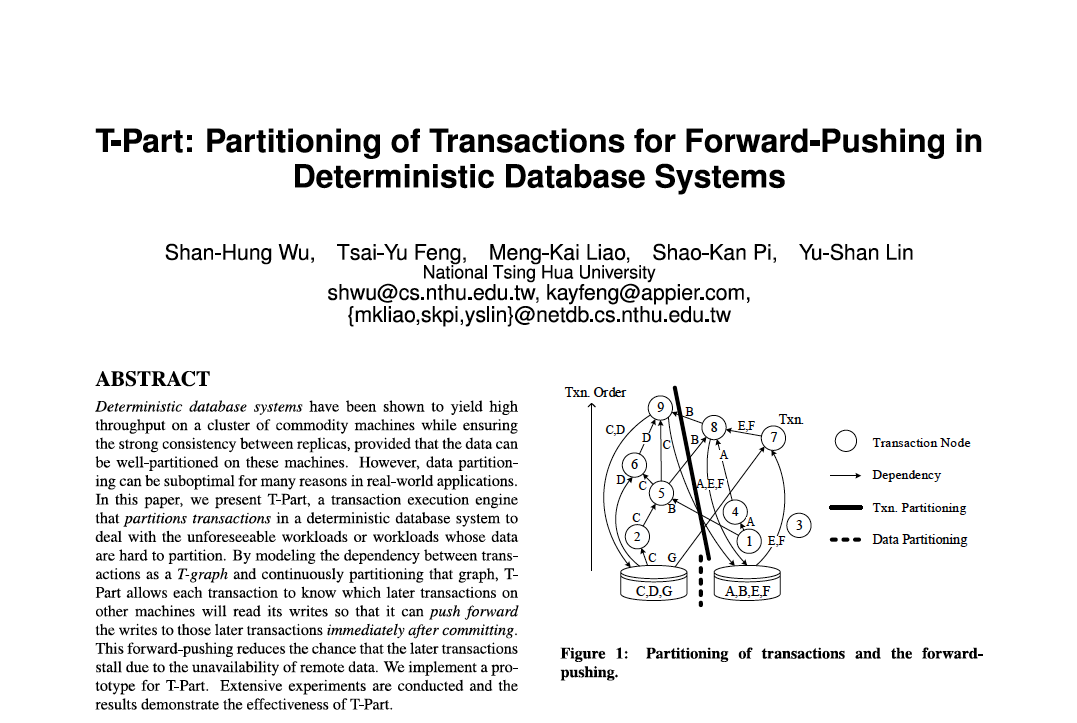 T-Part: Partitioning of Transactions for Forward-Pushing in
Deterministic Database Systems
Shan-Hung Wu, Tsai-Yu Feng, Meng-Kai Liao, Shao-Kan Pi, Yu-Shan Lin
National Tsing Hua University
shwu@cs.nthu.edu.tw, kayfeng@appier.com,
{mkliao,skpi,yslin}@netdb.cs.nthu.edu.tw
ABSTRACT
Deterministic database systems have been shown to yield high
throughput on a cluster of commodity machines while ensuring
the strong consistency between replicas, provided that the data can
be well-partitioned on these machines. However, data partition-
ing can be suboptimal for many reasons in real-world applications.
In this paper, we present T-Part, a transaction execution engine
that partitions transactions in a deterministic database system to
deal with the unforeseeable workloads or workloads whose data
are hard to partition. By modeling the dependency between trans-
actions as a T-graph and continuously partitioning that graph, T-
Part allows each transaction to know which later transactions on
other machines will read its writes so that it can push forward
the writes to those later transactions immediately after committing.
This forward-pushing reduces the chance that the later transactions
stall due to the unavailability of remote data. We implement a pro-
totype for T-Part. Extensive experiments are conducted and the
results demonstrate the effectiveness of T-Part.
Txn. Order
9
B
C,D
8
E,F
Txn.
7
D
C
B
A
6
D
C
A,E,F
5
B
4
A
C
2
1
E,F
3
C
G
C,D,G
A,B,E,F
Transaction Node
Dependency
Txn. Partitioning
Data Partitioning
Figure 1: Partitioning of transactions and the forward-
pushing.